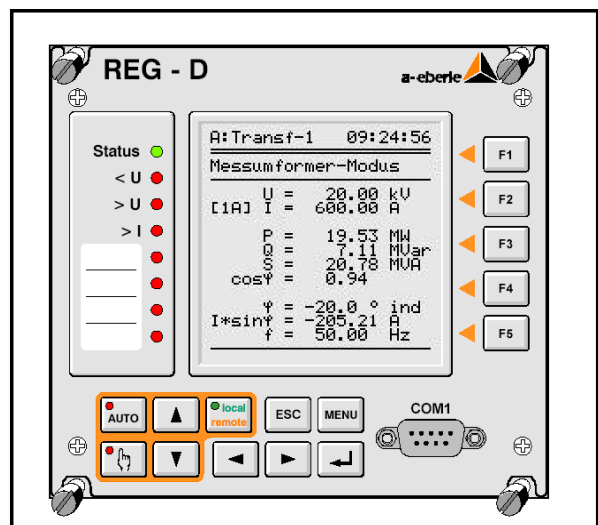 REG - D
a-eberle
Status
< U
> U
> I
A:Transf-1 09:24:56
Messumformer-Modus
U = 20.00 kV
[1A] I = 600.00 A
P = 19.53 MW
Q = 7.11 MVar
S = 20.78 MVA
cosφ = 0.94
φ = -20.0 ° ind
I*sinφ = -205.21 A
f = 50.00 Hz
F1
F2
F3
F4
F5
AUTO
local
remote
ESC
MENU
COM1